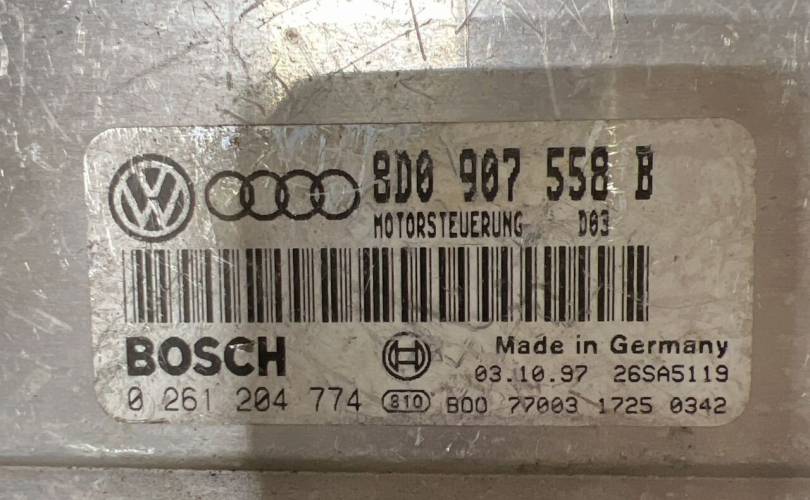 8D0 907 558 B
MOTORSTEUERUNG D03
BOSCH
Made in Germany
03.10.97 26SA5119
0 261 204 774 810 B00 77003 1725 0342